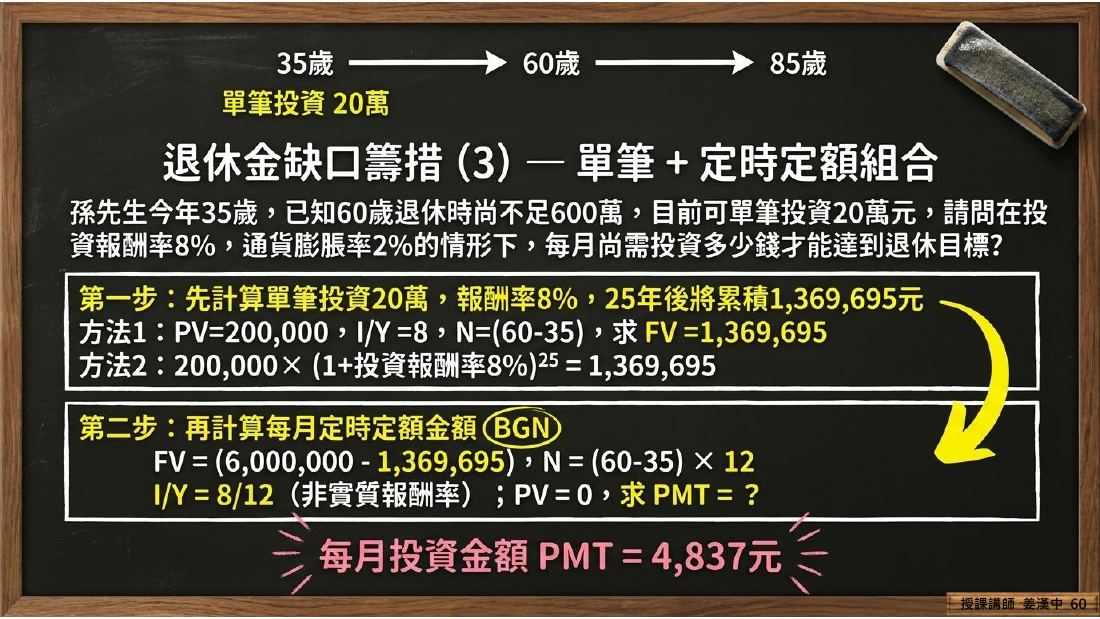 35歲 → 60歲 → 85歲
單筆投資 20萬
退休金缺口籌措 (3) — 單筆 + 定時定額組合
孫先生今年35歲，已知60歲退休時尚不足600萬，目前可單筆投資20萬元，請問在投
資報酬率8%，通貨膨脹率2%的情形下，每月尚需投資多少錢才能達到退休目標?
第一步：先計算單筆投資20萬，報酬率8%，25年後將累積1,369,695元
方法1：PV=200,000，I/Y =8，N=(60-35)，求 FV =1,369,695
方法2：200,000× (1+投資報酬率8%)²⁵ = 1,369,695
第二步：再計算每月定時定額金額 BGN
FV = (6,000,000 - 1,369,695)，N = (60-35) × 12
I/Y = 8/12（非實質報酬率）；PV = 0，求 PMT = ？
每月投資金額 PMT = 4,837元
授課講師 姜漢中 60